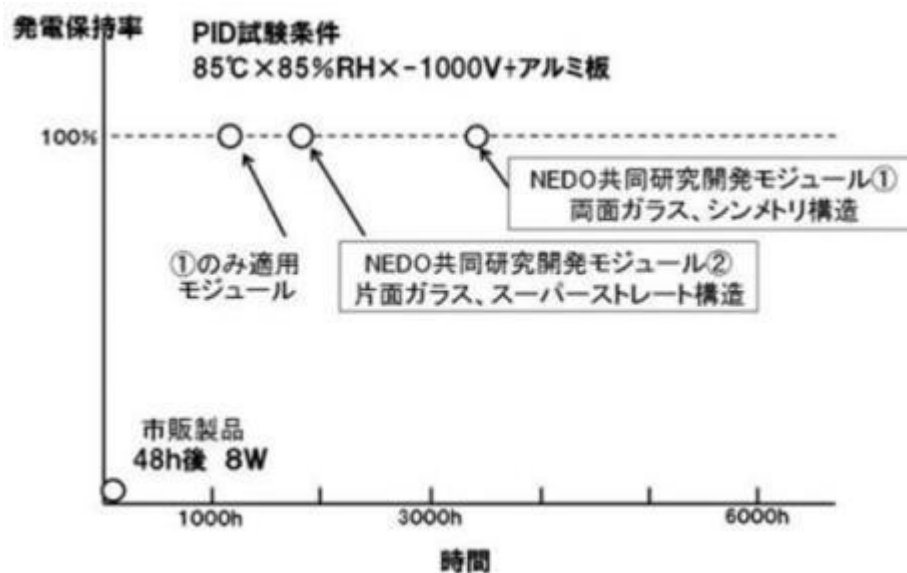 発電保持率
PID試験条件
85℃×85%RH×-1000V+アルミ板
100%
NEDO共同研究開発モジュール①
両面ガラス、シンメトリ構造
①のみ適用
モジュール
NEDO共同研究開発モジュール②
片面ガラス、スーパーストレート構造
市販製品
48h後 8W
1000h
3000h
6000h
時間